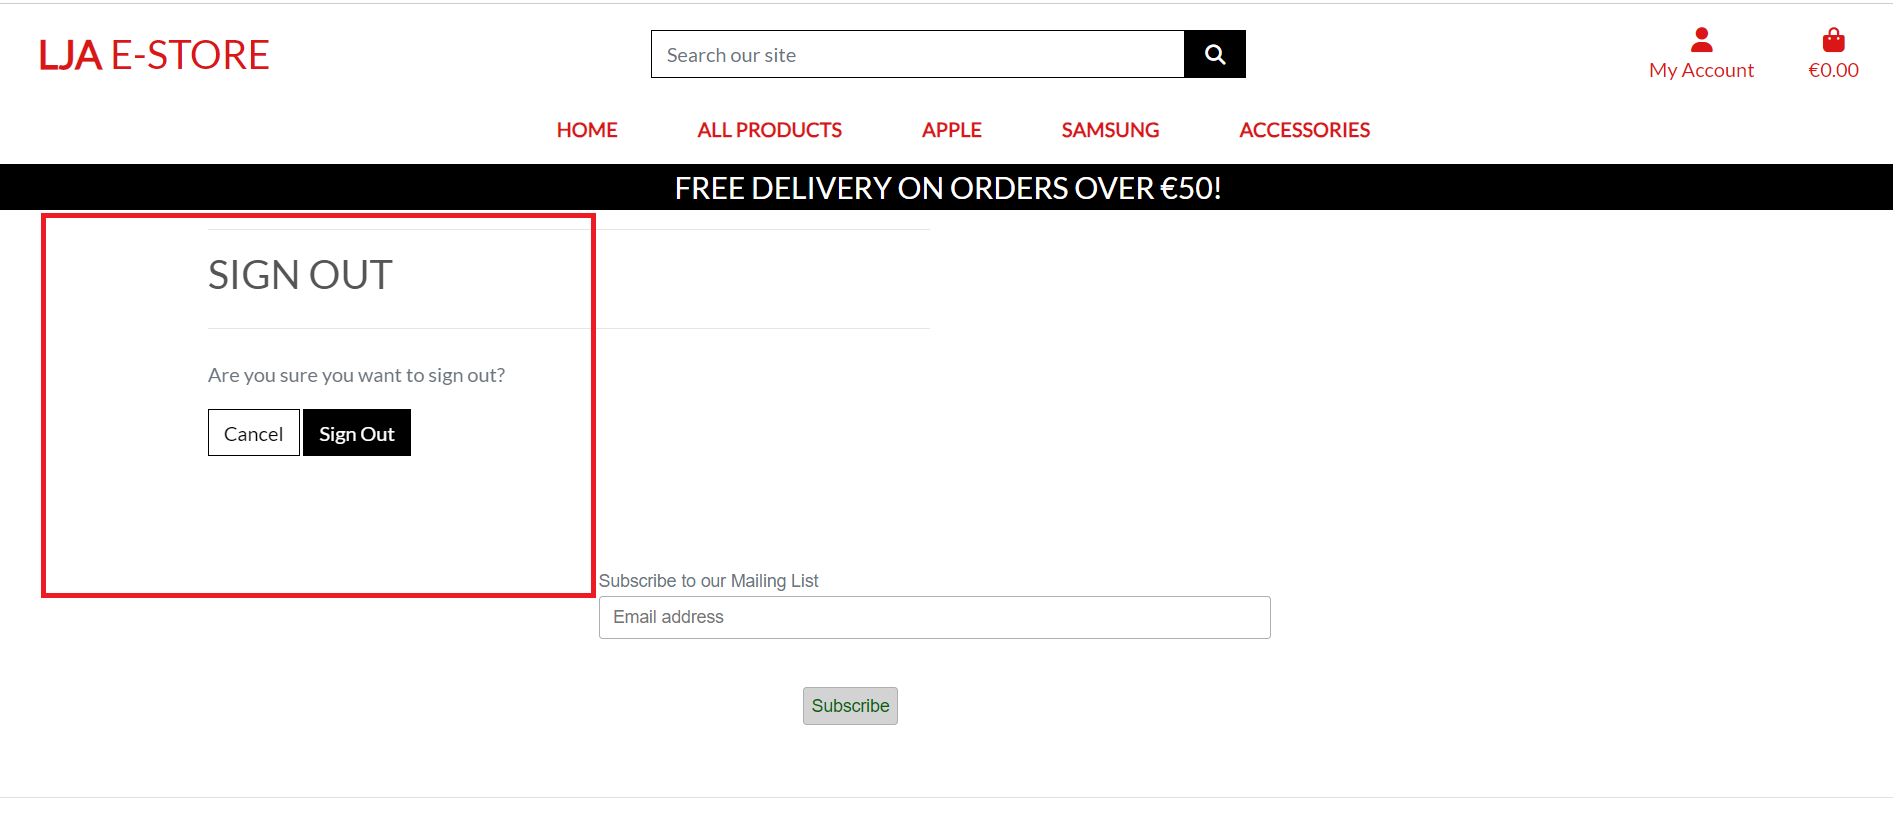 LJA E-STORE
Search our site
My Account
€0.00
HOME ALL PRODUCTS APPLE SAMSUNG ACCESSORIES
FREE DELIVERY ON ORDERS OVER €50!
SIGN OUT
Are you sure you want to sign out?
Cancel Sign Out
Subscribe to our Mailing List
Email address
Subscribe